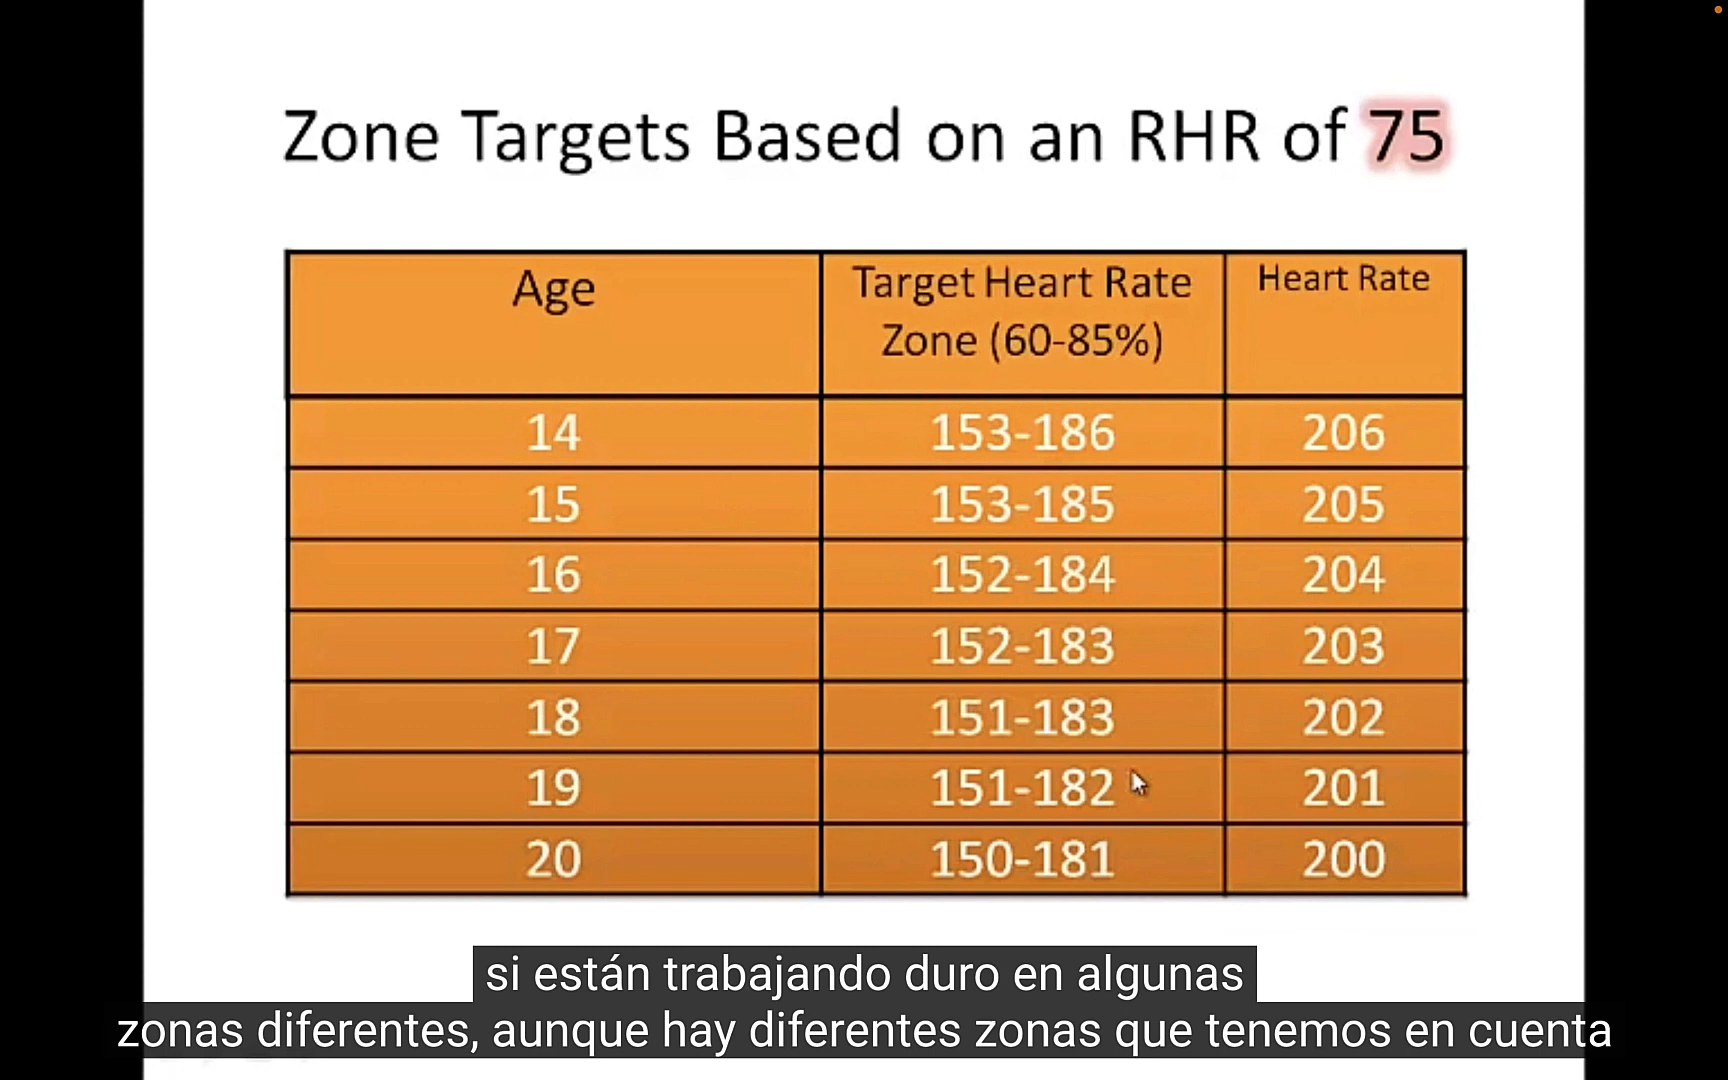 Zone Targets Based on an RHR of 75
Age
Target Heart Rate
Zone (60-85%)
Heart Rate
14 153-186 206
15 153-185 205
16 152-184 204
17 152-183 203
18 151-183 202
19 151-182 201
20 150-181 200
si están trabajando duro en algunas
zonas diferentes, aunque hay diferentes zonas que tenemos en cuenta